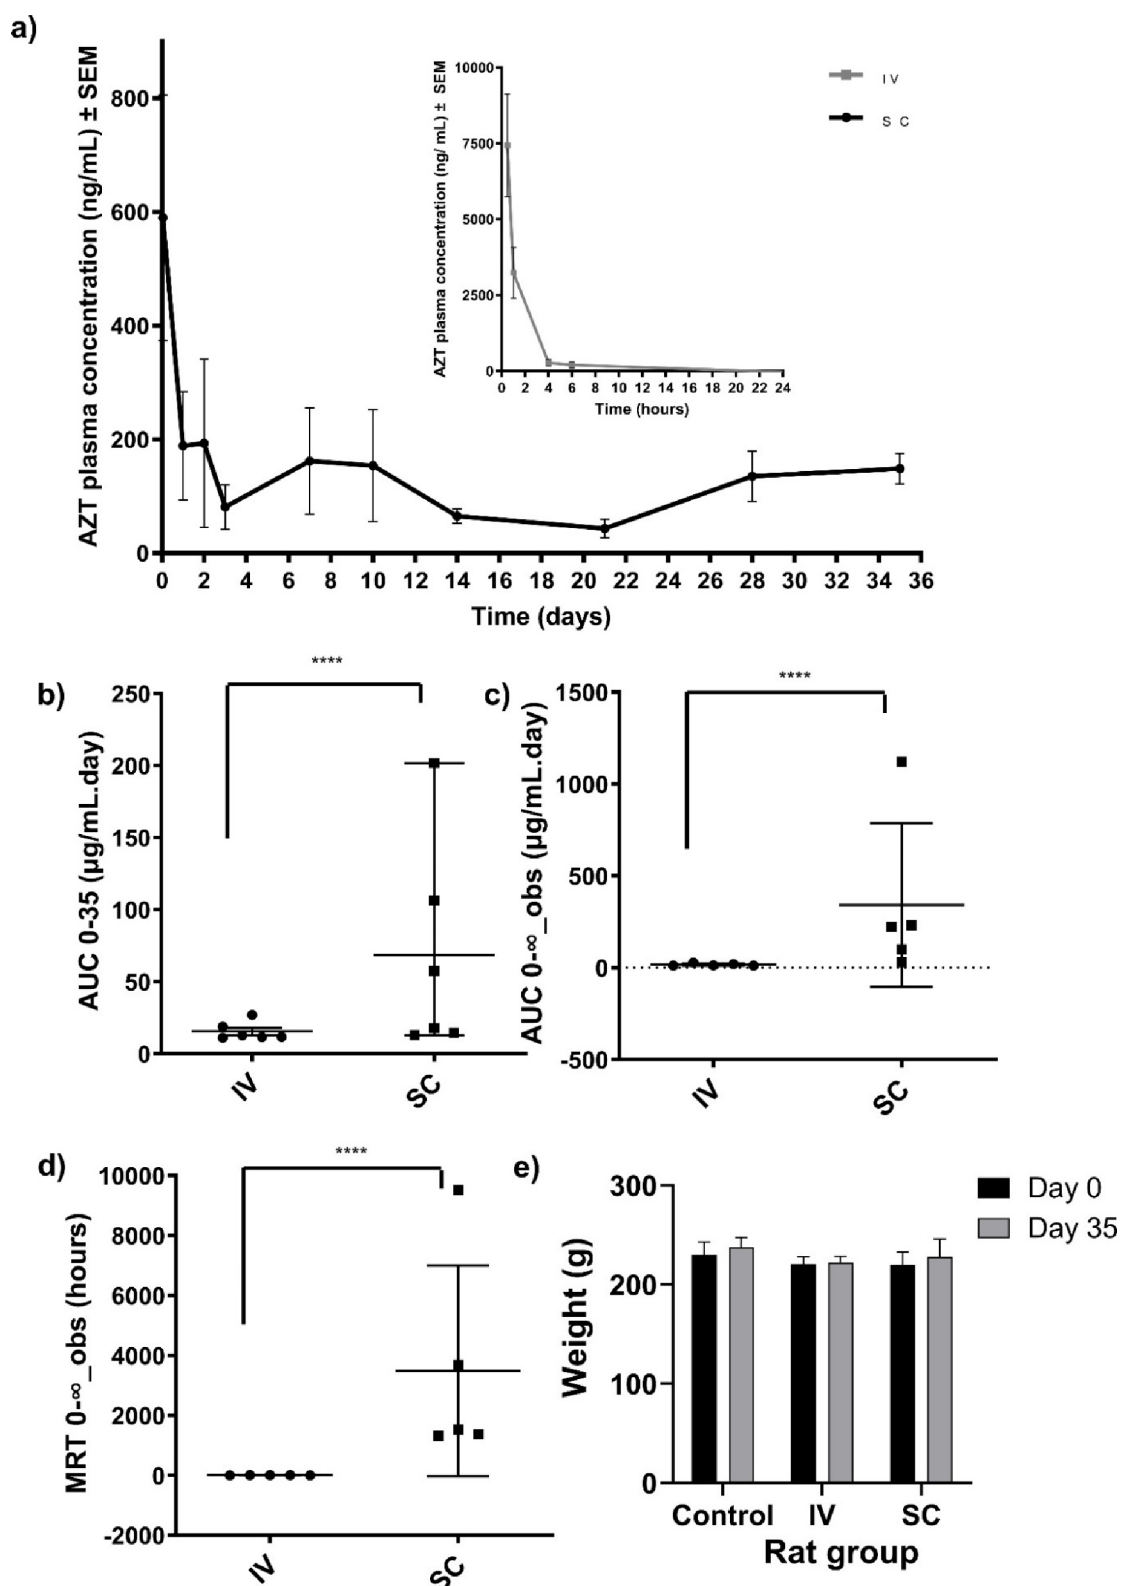 a)
AZT plasma concentration (ng/mL) ± SEM
800
600
400
200
0
0 2 4 6 8 10 12 14 16 18 20 22 24 26 28 30 32 34 36
Time (days)
AZT plasma concentration (ng/ mL) ± SEM
10000
7500
5000
2500
0
0 2 4 6 8 10 12 14 16 18 20 22 24
Time (hours)
IV
SC
b)
AUC 0-35 (µg/mL.day)
250
200
150
100
50
0
****
IV
SC
c)
AUC 0-∞_obs (µg/mL.day)
1500
1000
500
0
-500
****
IV
SC
d)
MRT 0-∞_obs (hours)
10000
8000
6000
4000
2000
0
-2000
****
IV
SC
e)
Weight (g)
300
200
100
0
Control IV SC
Rat group
Day 0
Day 35